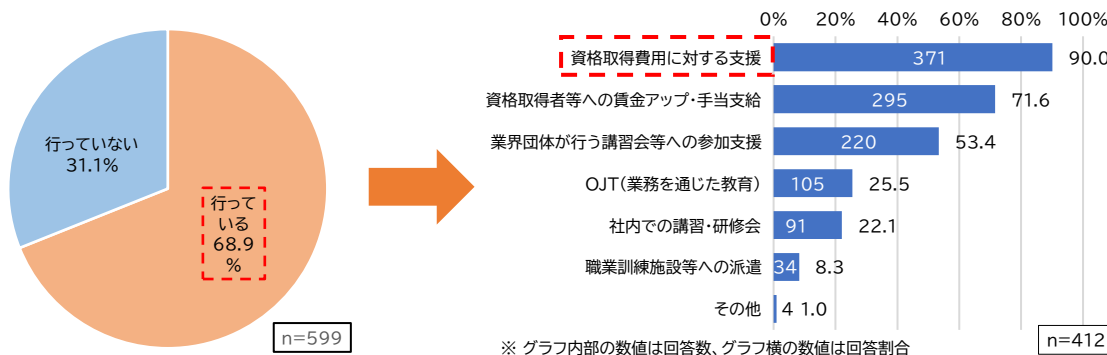 行っていない
31.1%
行って
いる
68.9
%
n=599
0% 20% 40% 60% 80% 100%
資格取得費用に対する支援 371 90.0
資格取得者等への賃金アップ・手当支給 295 71.6
業界団体が行う講習会等への参加支援 220 53.4
OJT(業務を通じた教育) 105 25.5
社内での講習・研修会 91 22.1
職業訓練施設等への派遣 34 8.3
その他 4 1.0
※ グラフ内部の数値は回答数、グラフ横の数値は回答割合
n=412